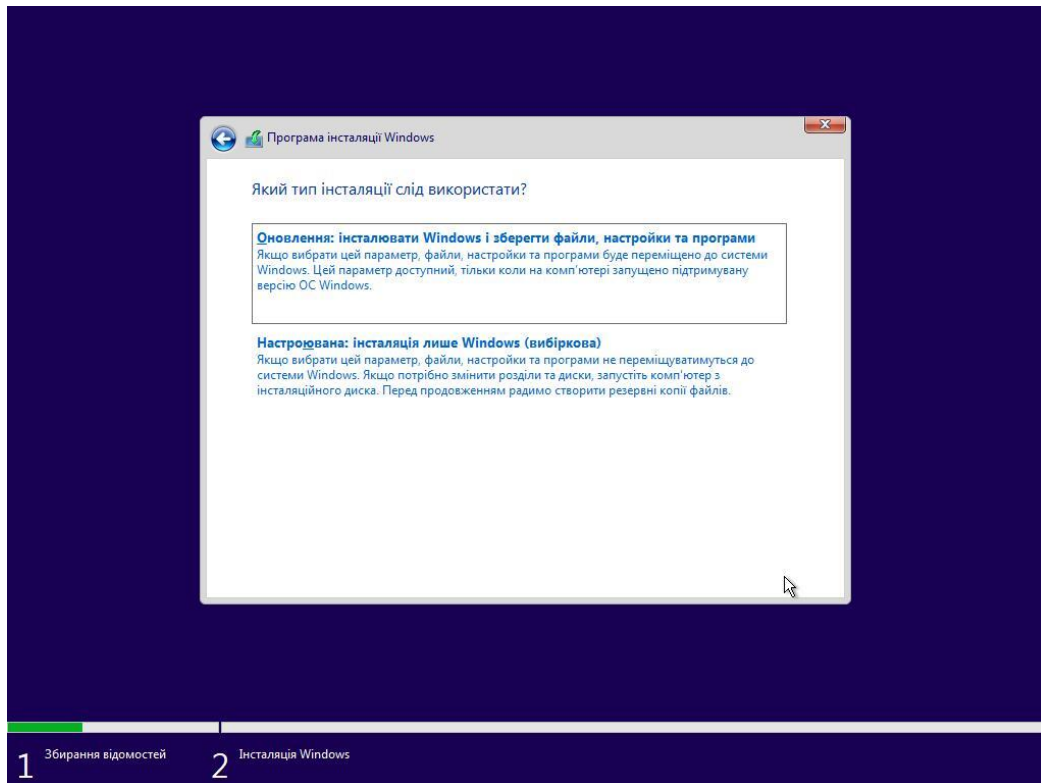 Програма інсталяції Windows
Який тип інсталяції слід використати?
Оновлення: інсталювати Windows і зберегти файли, настройки та програми
Якщо вибрати цей параметр, файли, настройки та програми буде переміщено до системи
Windows. Цей параметр доступний, тільки коли на комп'ютері запущено підтримувану
версію ОС Windows.
Настроювана: інсталяція лише Windows (вибіркова)
Якщо вибрати цей параметр, файли, настройки та програми не переміщуватимуться до
системи Windows. Якщо потрібно змінити розділи та диски, запустіть комп'ютер з
інсталяційного диска. Перед продовженням радимо створити резервні копії файлів.
1 Збирання відомостей
2 Інсталяція Windows